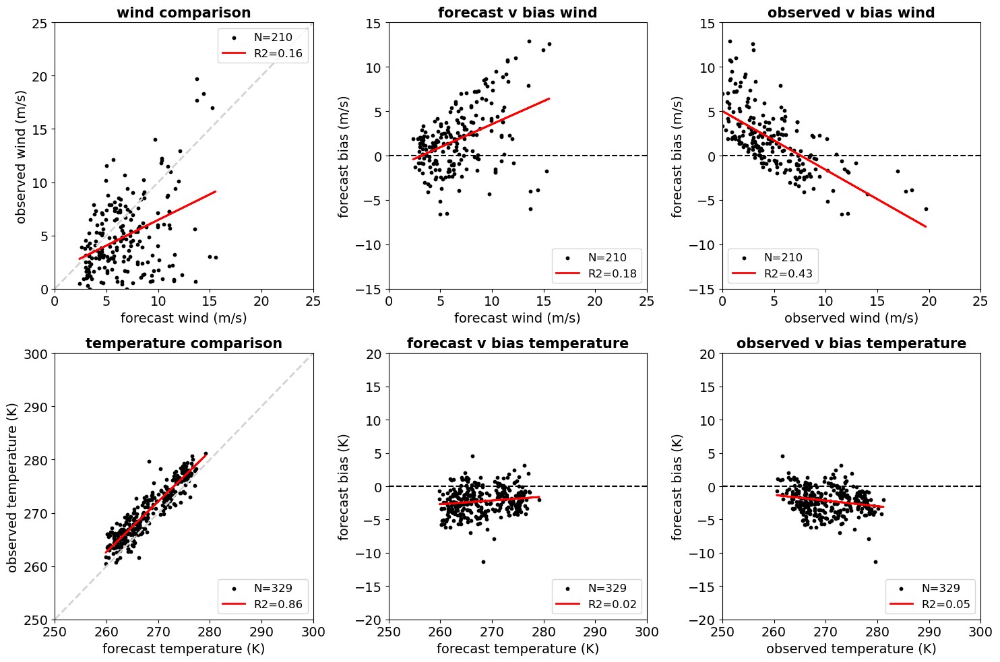 wind comparison
25
20
15
10
5
0
0 5 10 15 20 25
observed wind (m/s)
forecast wind (m/s)
N=210
R2=0.16
forecast v bias wind
15
10
5
0
−5
−10
−15
0 5 10 15 20 25
forecast bias (m/s)
forecast wind (m/s)
N=210
R2=0.18
observed v bias wind
15
10
5
0
−5
−10
−15
0 5 10 15 20 25
forecast bias (m/s)
observed wind (m/s)
N=210
R2=0.43
temperature comparison
300
290
280
270
260
250
250 260 270 280 290 300
observed temperature (K)
forecast temperature (K)
N=329
R2=0.86
forecast v bias temperature
20
15
10
5
0
−5
−10
−15
−20
250 260 270 280 290 300
forecast bias (K)
forecast temperature (K)
N=329
R2=0.02
observed v bias temperature
20
15
10
5
0
−5
−10
−15
−20
250 260 270 280 290 300
forecast bias (K)
observed temperature (K)
N=329
R2=0.05